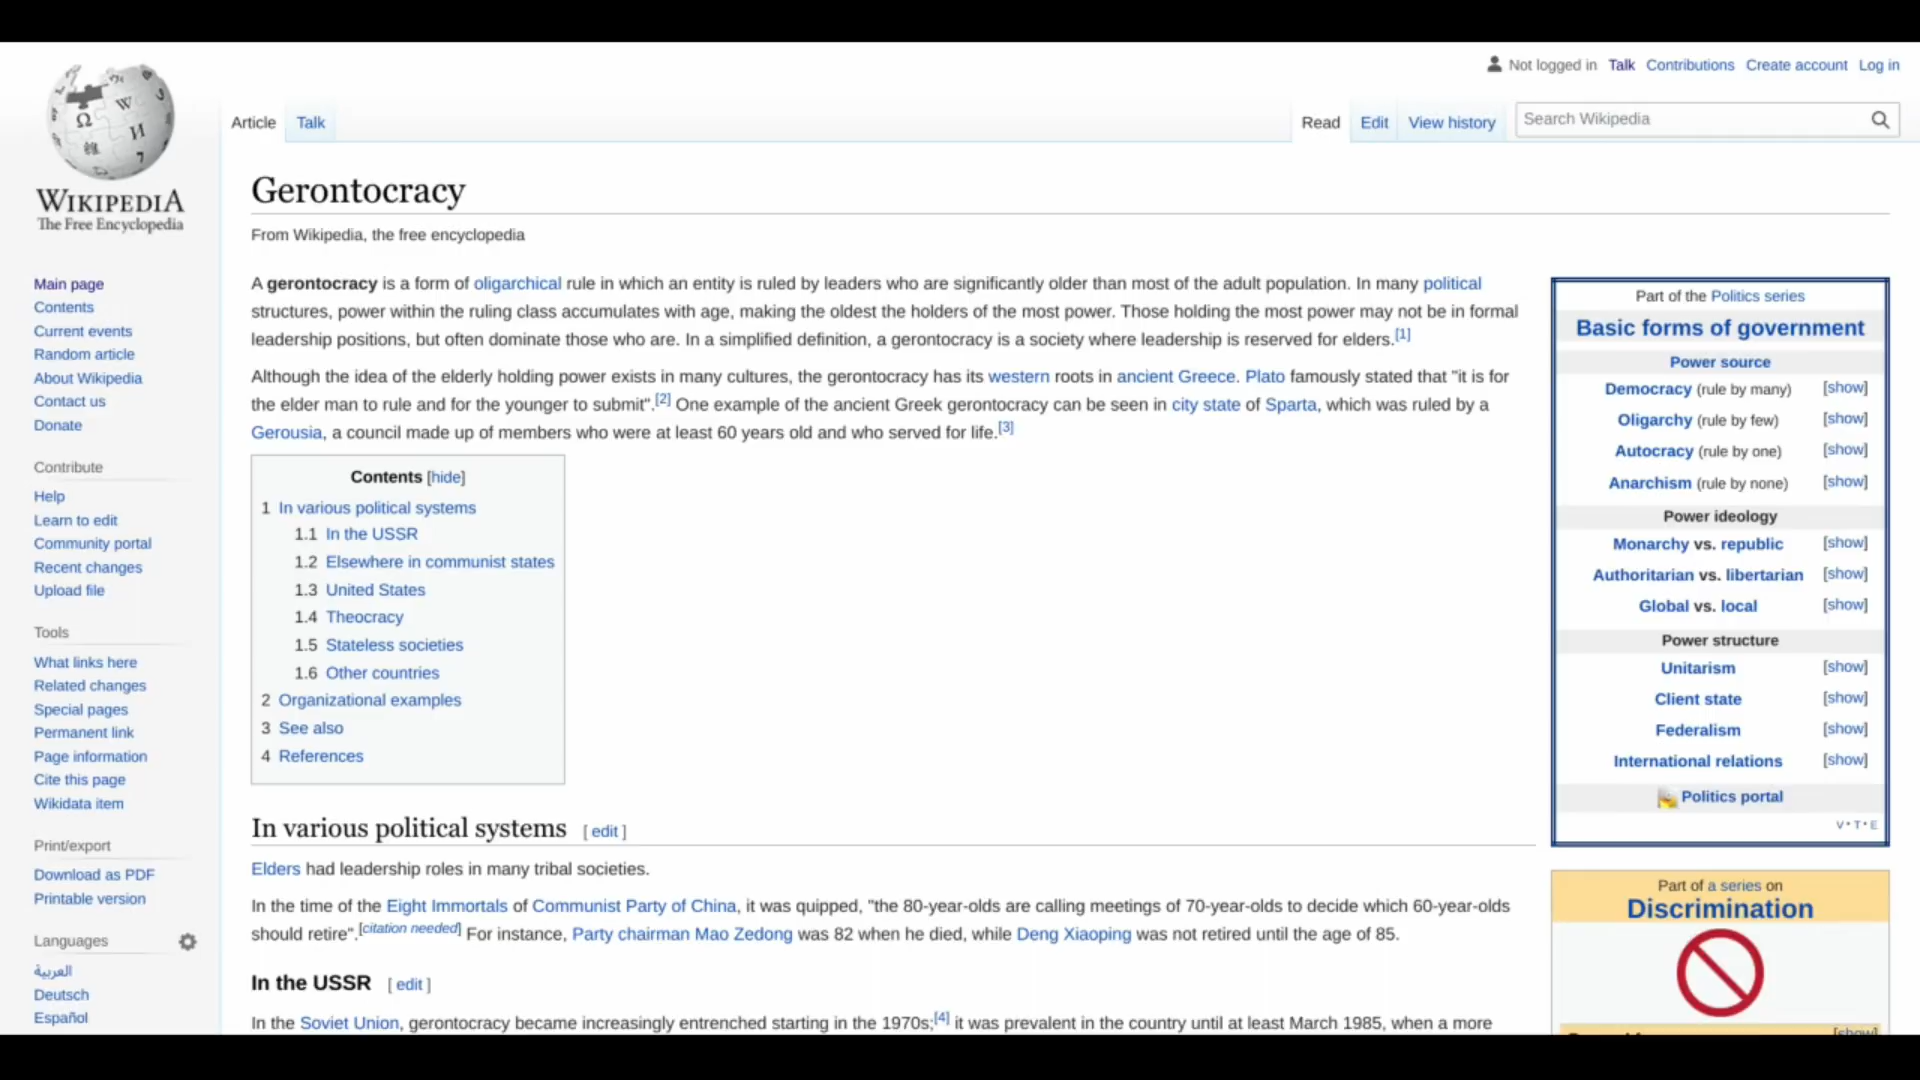 Not logged in Talk Contributions Create account Log in
Article Talk Read Edit View history Search Wikipedia
WIKIPEDIA
The Free Encyclopedia
Main page
Contents
Current events
Random article
About Wikipedia
Contact us
Donate
Contribute
Help
Learn to edit
Community portal
Recent changes
Upload file
Tools
What links here
Related changes
Special pages
Permanent link
Page information
Cite this page
Wikidata item
Print/export
Download as PDF
Printable version
Languages
العربية
Deutsch
Español
Gerontocracy
From Wikipedia, the free encyclopedia
A gerontocracy is a form of oligarchical rule in which an entity is ruled by leaders who are significantly older than most of the adult population. In many political
structures, power within the ruling class accumulates with age, making the oldest the holders of the most power. Those holding the most power may not be in formal
leadership positions, but often dominate those who are. In a simplified definition, a gerontocracy is a society where leadership is reserved for elders.[1]
Although the idea of the elderly holding power exists in many cultures, the gerontocracy has its western roots in ancient Greece. Plato famously stated that "it is for
the elder man to rule and for the younger to submit".[2] One example of the ancient Greek gerontocracy can be seen in city state of Sparta, which was ruled by a
Gerousia, a council made up of members who were at least 60 years old and who served for life.[3]
Contents [hide]
1 In various political systems
1.1 In the USSR
1.2 Elsewhere in communist states
1.3 United States
1.4 Theocracy
1.5 Stateless societies
1.6 Other countries
2 Organizational examples
3 See also
4 References
In various political systems [ edit ]
Elders had leadership roles in many tribal societies.
In the time of the Eight Immortals of Communist Party of China, it was quipped, "the 80-year-olds are calling meetings of 70-year-olds to decide which 60-year-olds
should retire".[citation needed] For instance, Party chairman Mao Zedong was 82 when he died, while Deng Xiaoping was not retired until the age of 85.
In the USSR [ edit ]
In the Soviet Union, gerontocracy became increasingly entrenched starting in the 1970s;[4] it was prevalent in the country until at least March 1985, when a more
Part of the Politics series
Basic forms of government
Power source
Democracy (rule by many) [show]
Oligarchy (rule by few) [show]
Autocracy (rule by one) [show]
Anarchism (rule by none) [show]
Power ideology
Monarchy vs. republic [show]
Authoritarian vs. libertarian [show]
Global vs. local [show]
Power structure
Unitarism [show]
Client state [show]
Federalism [show]
International relations [show]
Politics portal
V•T•E
Part of a series on
Discrimination
[show]